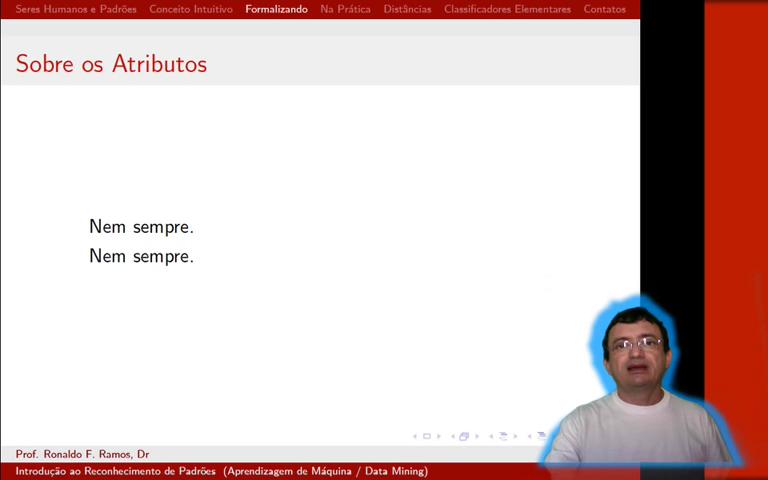 Seres Humanos e Padrões Conceito Intuitivo Formalizando Na Prática Distâncias Classificadores Elementares Contatos
Sobre os Atributos
Nem sempre.
Nem sempre.
Prof. Ronaldo F. Ramos, Dr
Introdução ao Reconhecimento de Padrões (Aprendizagem de Máquina / Data Mining)